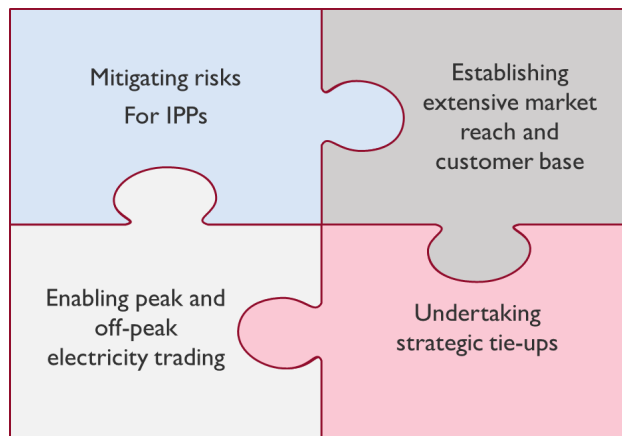 Mitigating risks
For IPPs
Establishing
extensive market
reach and
customer base
Enabling peak and
off-peak
electricity trading
Undertaking
strategic tie-ups